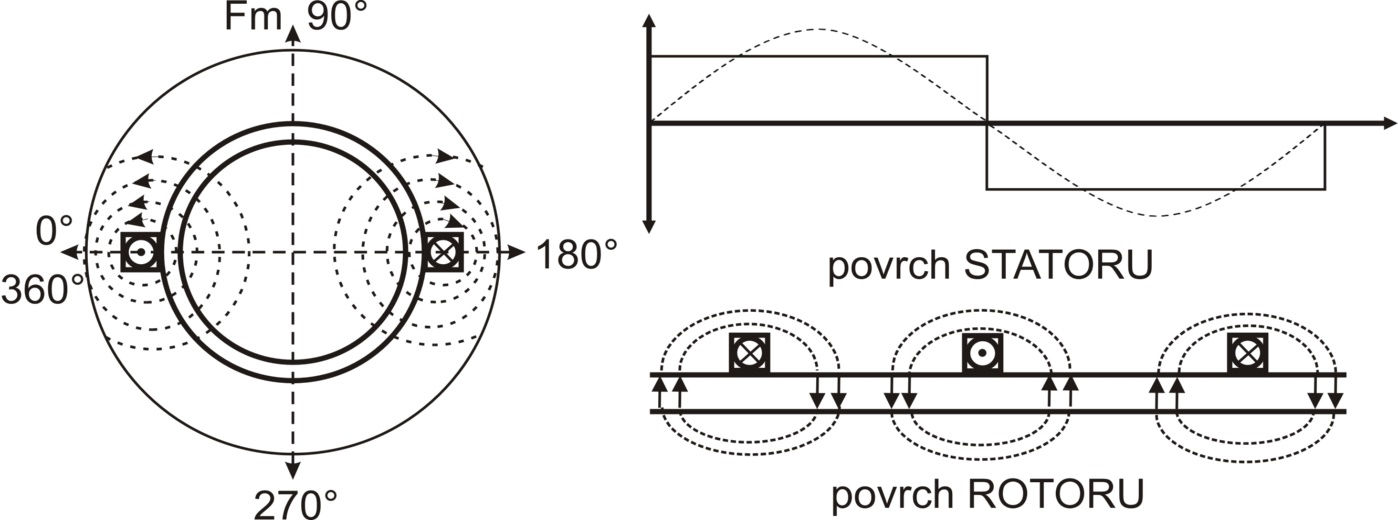 Fm 90°
0°
360°
180°
270°
povrch STATORU
povrch ROTORU